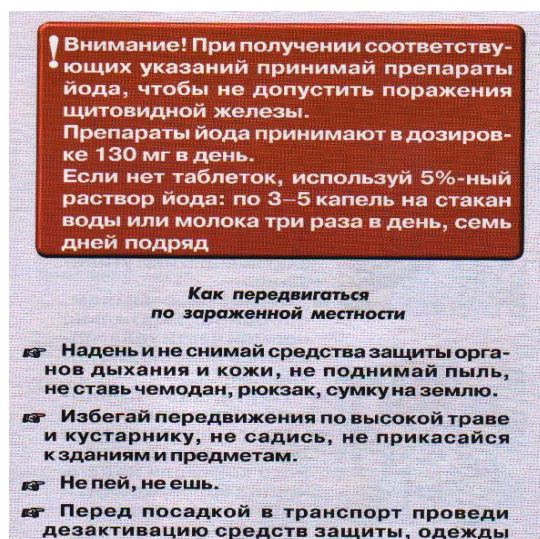 ! Внимание! При получении соответству-
ющих указаний принимай препараты
йода, чтобы не допустить поражения
щитовидной железы.
Препараты йода принимают в дозиров-
ке 130 мг в день.
Если нет таблеток, используй 5%-ный
раствор йода: по 3–5 капель на стакан
воды или молока три раза в день, семь
дней подряд
Как передвигаться
по зараженной местности
☞ Надень и не снимай средства защиты орга-
нов дыхания и кожи, не поднимай пыль,
не ставь чемодан, рюкзак, сумку на землю.
☞ Избегай передвижения по высокой траве
и кустарнику, не садись, не прикасайся
к зданиям и предметам.
☞ Не пей, не ешь.
☞ Перед посадкой в транспорт проведи
дезактивацию средств защиты, одежды